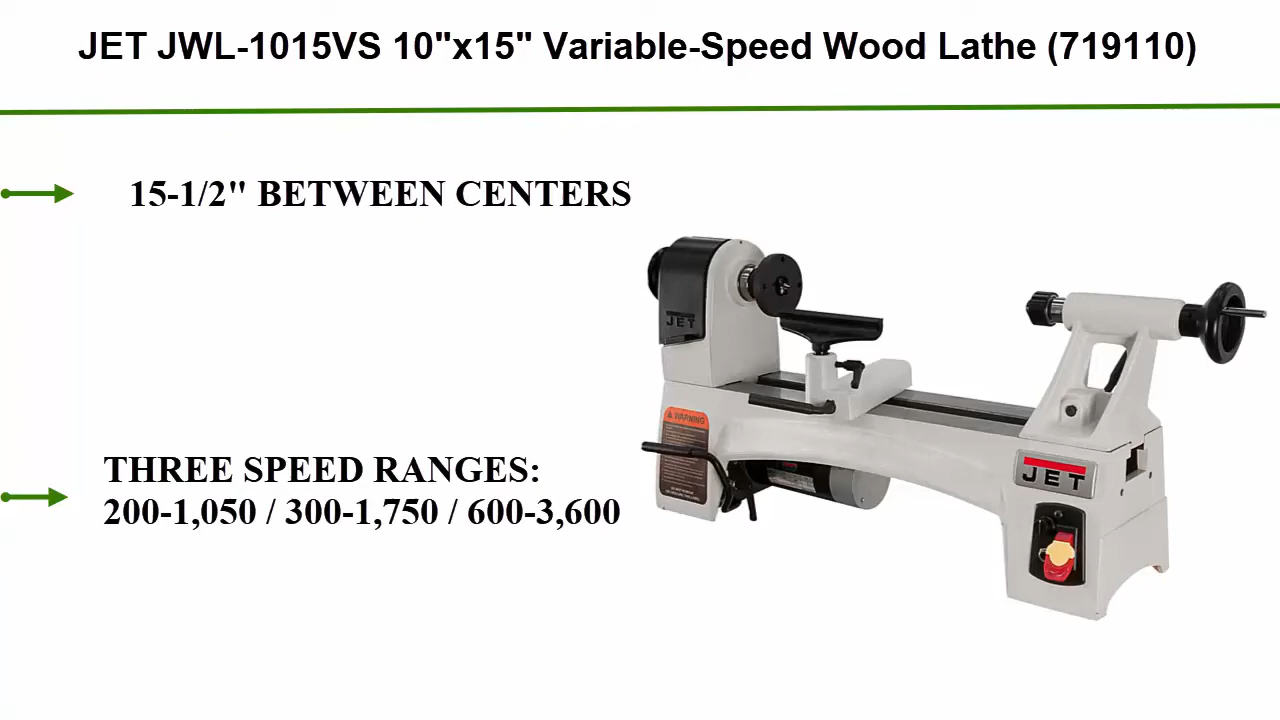 JET JWL-1015VS 10"x15" Variable-Speed Wood Lathe (719110)
15-1/2" BETWEEN CENTERS
THREE SPEED RANGES:
200-1,050 / 300-1,750 / 600-3,600
JET
WARNING
JET